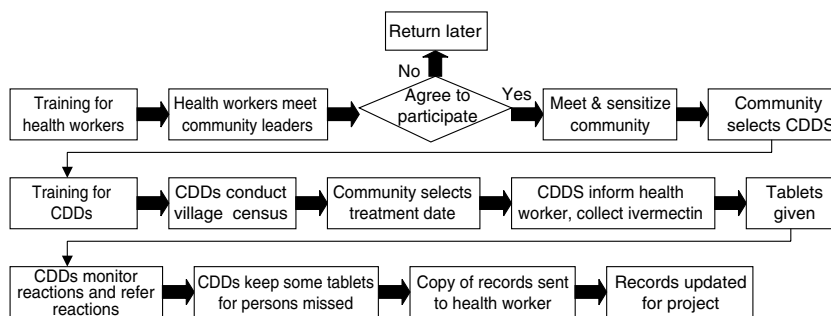 Return later
No
Training for
health workers
Health workers meet
community leaders
Agree to
participate
Yes
Meet & sensitize
community
Community
selects CDDS
Training for
CDDs
CDDs conduct
village census
Community selects
treatment date
CDDS inform health
worker, collect ivermectin
Tablets
given
CDDs monitor
reactions and refer
reactions
CDDs keep some tablets
for persons missed
Copy of records sent
to health worker
Records updated
for project